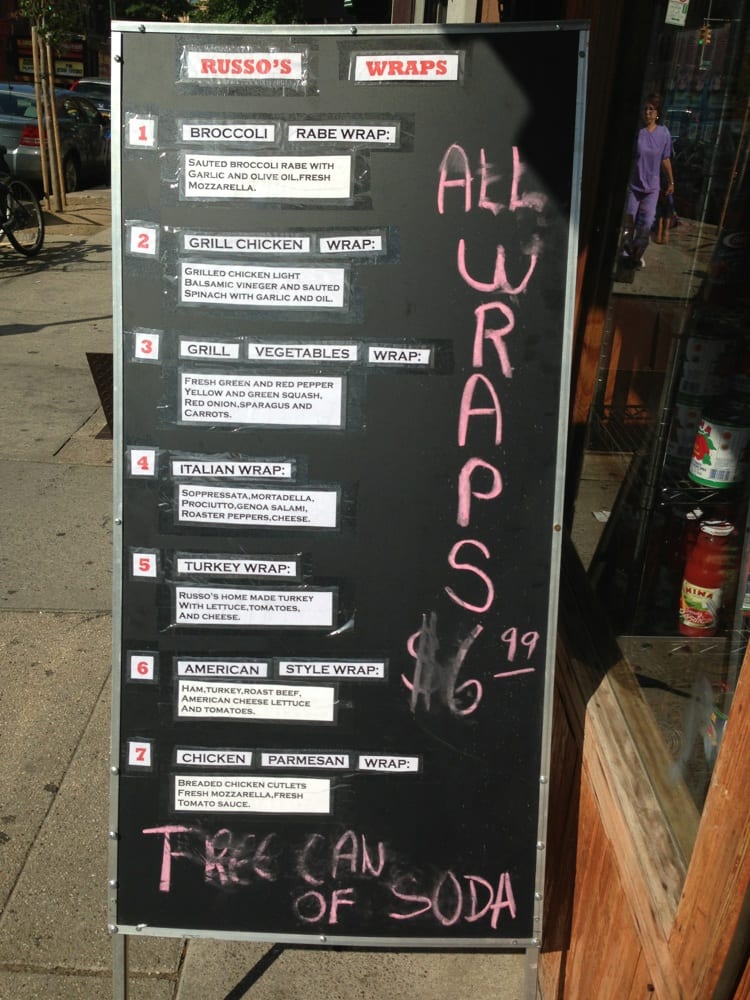 RUSSO'S WRAPS
1 BROCCOLI RABE WRAP:
SAUTED BROCCOLI RABE WITH
GARLIC AND OLIVE OIL,FRESH
MOZZARELLA.
2 GRILL CHICKEN WRAP:
GRILLED CHICKEN LIGHT
BALSAMIC VINEGER AND SAUTED
SPINACH WITH GARLIC AND OIL.
3 GRILL VEGETABLES WRAP:
FRESH GREEN AND RED PEPPER
YELLOW AND GREEN SQUASH,
RED ONION,SPARAGUS AND
CARROTS.
4 ITALIAN WRAP:
SOPPRESSATA,MORTADELLA,
PROCIUTTO,GENOA SALAMI,
ROASTER PEPPERS,CHEESE.
5 TURKEY WRAP:
RUSSO'S HOME MADE TURKEY
WITH LETTUCE,TOMATOES,
AND CHEESE.
6 AMERICAN STYLE WRAP:
HAM,TURKEY,ROAST BEEF,
AMERICAN CHEESE LETTUCE
AND TOMATOES.
7 CHICKEN PARMESAN WRAP:
BREADED CHICKEN CUTLETS
FRESH MOZZARELLA,FRESH
TOMATO SAUCE.
ALL
WRAPS
$6.99
FREE CAN
OF SODA